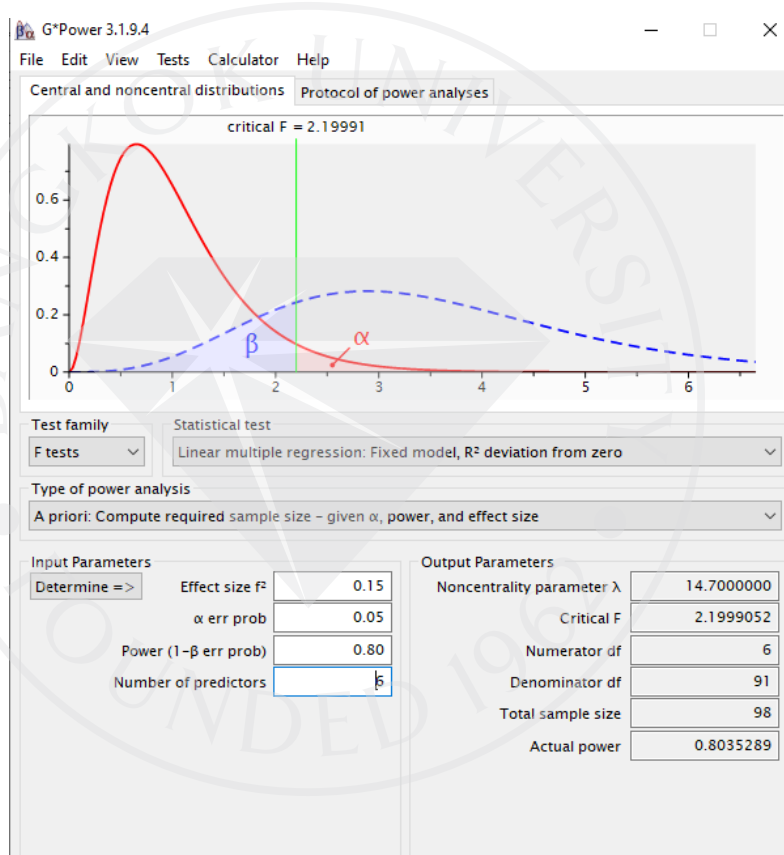 G*Power 3.1.9.4
File Edit View Tests Calculator Help
Central and noncentral distributions Protocol of power analyses
critical F = 2.19991
0.6
0.4
0.2
0
β
α
0 1 2 3 4 5 6
Test family Statistical test
F tests Linear multiple regression: Fixed model, R² deviation from zero
Type of power analysis
A priori: Compute required sample size – given α, power, and effect size
Input Parameters Output Parameters
Determine => Effect size f² 0.15 Noncentrality parameter λ 14.7000000
α err prob 0.05 Critical F 2.1999052
Power (1-β err prob) 0.80 Numerator df 6
Number of predictors 6 Denominator df 91
Total sample size 98
Actual power 0.8035289
BANGKOK UNIVERSITY
FOUNDED 1962